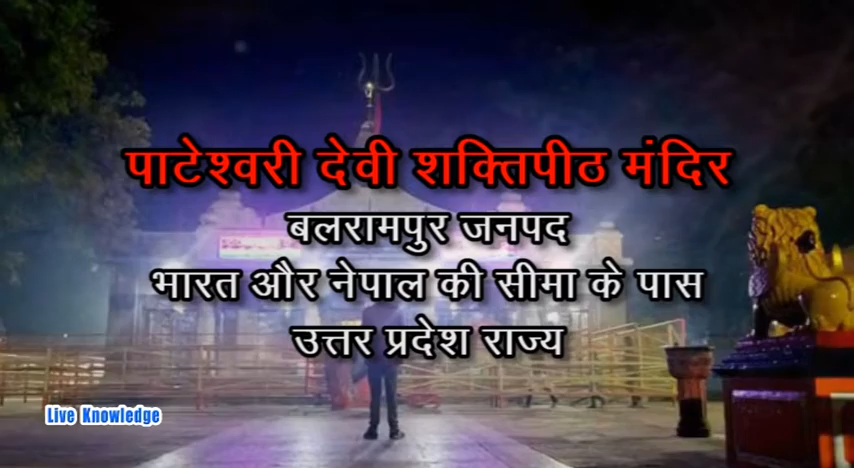 पाटेश्वरी देवी शक्तिपीठ मंदिर
बलरामपुर जनपद
भारत और नेपाल की सीमा के पास
उत्तर प्रदेश राज्य
Live Knowledge